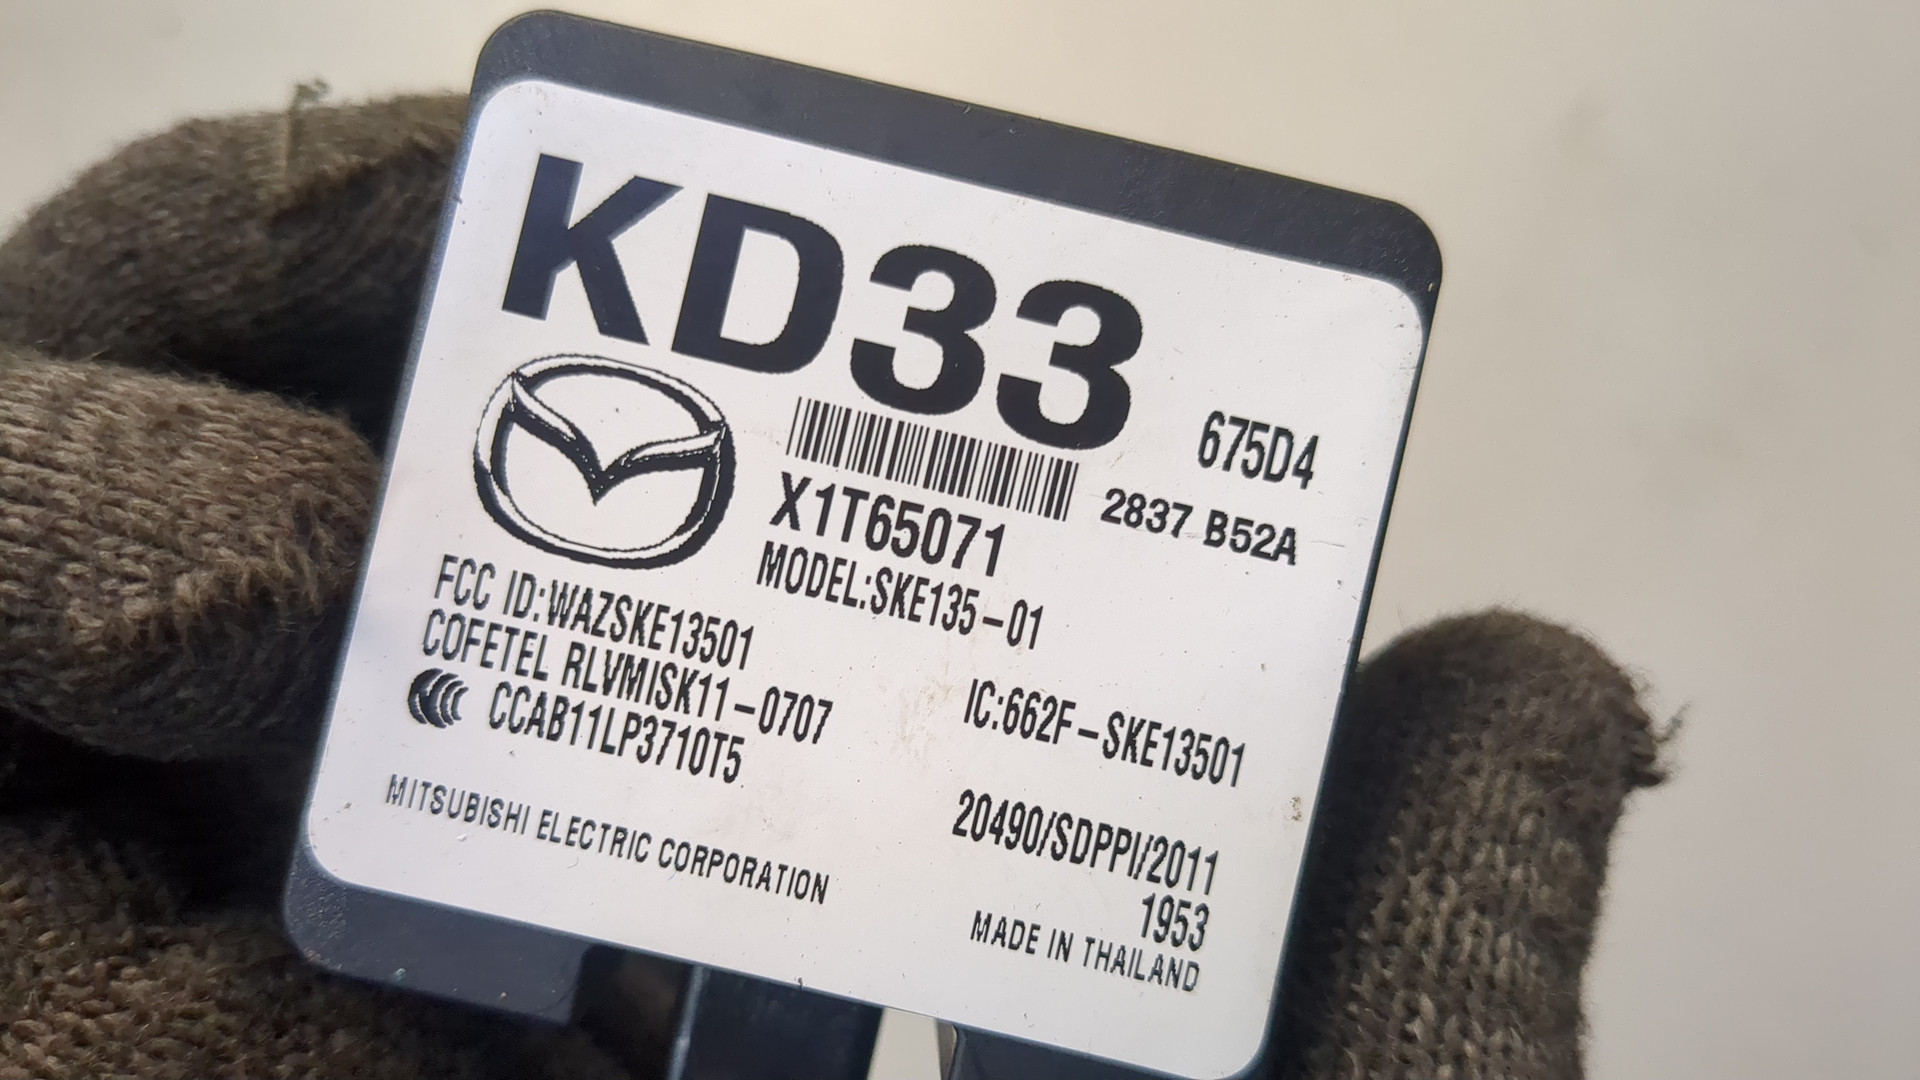 KD33
675D4
X1T65071
2837 B52A
MODEL:SKE135-01
FCC ID:WAZSKE13501
COFETEL RLVMISK11-0707
IC:662F-SKE13501
CCAB11LP3710T5
20490/SDPPI/2011
1953
MITSUBISHI ELECTRIC CORPORATION
MADE IN THAILAND